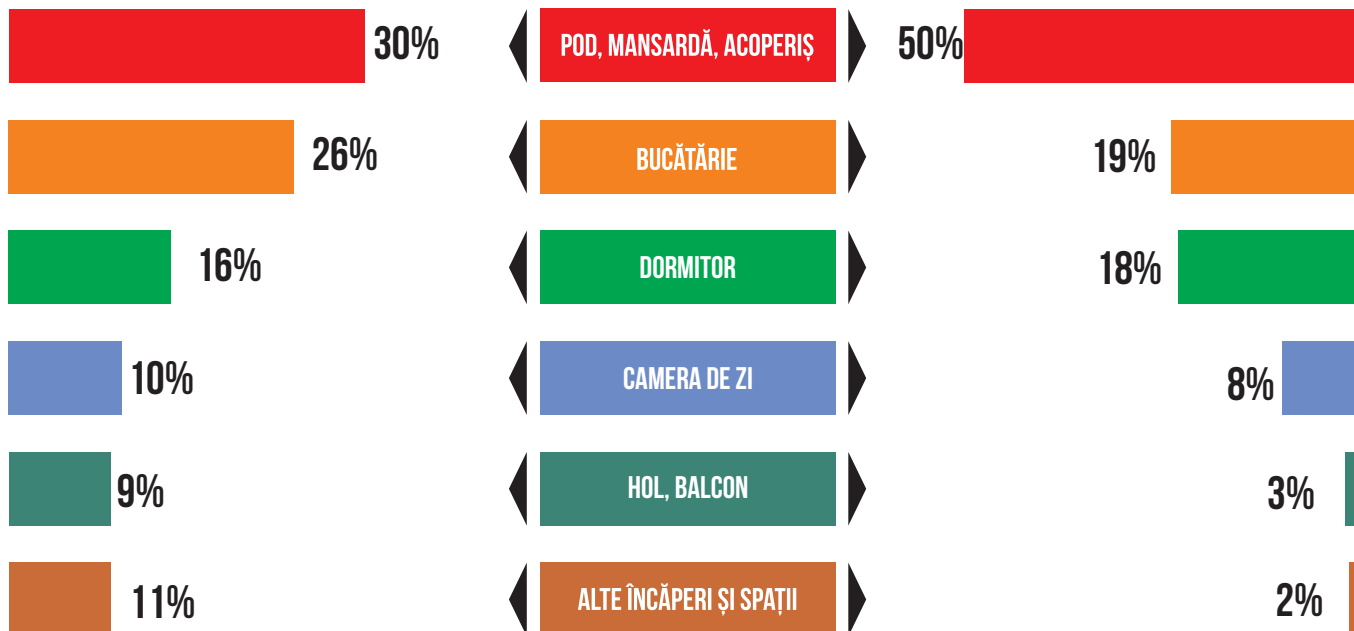 30%
POD, MANSARDĂ, ACOPERIȘ
50%
26%
BUCĂTĂRIE
19%
16%
DORMITOR
18%
10%
CAMERA DE ZI
8%
9%
HOL, BALCON
3%
11%
ALTE ÎNCĂPERI ȘI SPAȚII
2%